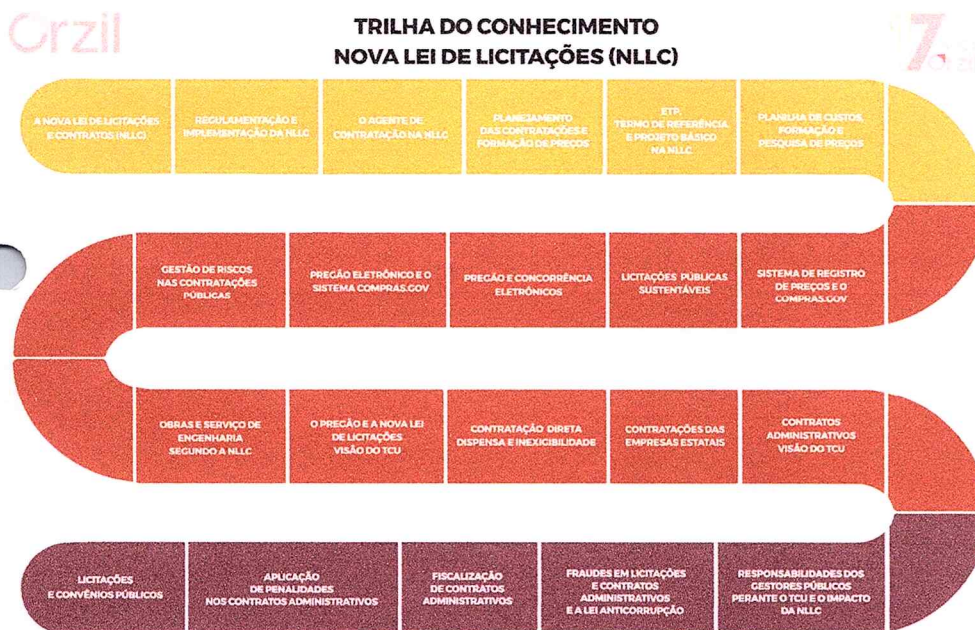 Orzil
TRILHA DO CONHECIMENTO
NOVA LEI DE LICITAÇÕES (NLLC)
A NOVA LEI DE LICITAÇÕES
E CONTRATOS (NLLC)
REGULAMENTAÇÃO E
IMPLEMENTAÇÃO DA NLLC
O AGENTE DE
CONTRATAÇÃO NA NLLC
PLANEJAMENTO
DAS CONTRATAÇÕES E
FORMAÇÃO DE PREÇOS
ETP,
TERMO DE REFERÊNCIA
E PROJETO BÁSICO
NA NLLC
PLANILHA DE CUSTOS,
FORMAÇÃO E
PESQUISA DE PREÇOS
GESTÃO DE RISCOS
NAS CONTRATAÇÕES
PÚBLICAS
PREGÃO ELETRÔNICO E O
SISTEMA COMPRAS.GOV
PREGÃO E CONCORRÊNCIA
ELETRÔNICOS
LICITAÇÕES PÚBLICAS
SUSTENTÁVEIS
SISTEMA DE REGISTRO
DE PREÇOS E O
COMPRAS.GOV
OBRAS E SERVIÇO DE
ENGENHARIA
SEGUNDO A NLLC
O PREGÃO E A NOVA LEI
DE LICITAÇÕES
VISÃO DO TCU
CONTRATAÇÃO DIRETA
DISPENSA E INEXIGIBILIDADE
CONTRATAÇÕES DAS
EMPRESAS ESTATAIS
CONTRATOS
ADMINISTRATIVOS
VISÃO DO TCU
LICITAÇÕES
E CONVÊNIOS PÚBLICOS
APLICAÇÃO
DE PENALIDADES
NOS CONTRATOS ADMINISTRATIVOS
FISCALIZAÇÃO
DE CONTRATOS
ADMINISTRATIVOS
FRAUDES EM LICITAÇÕES
E CONTRATOS
ADMINISTRATIVOS
E A LEI ANTICORRUPÇÃO
RESPONSABILIDADES DOS
GESTORES PÚBLICOS
PERANTE O TCU E O IMPACTO
DA NLLC